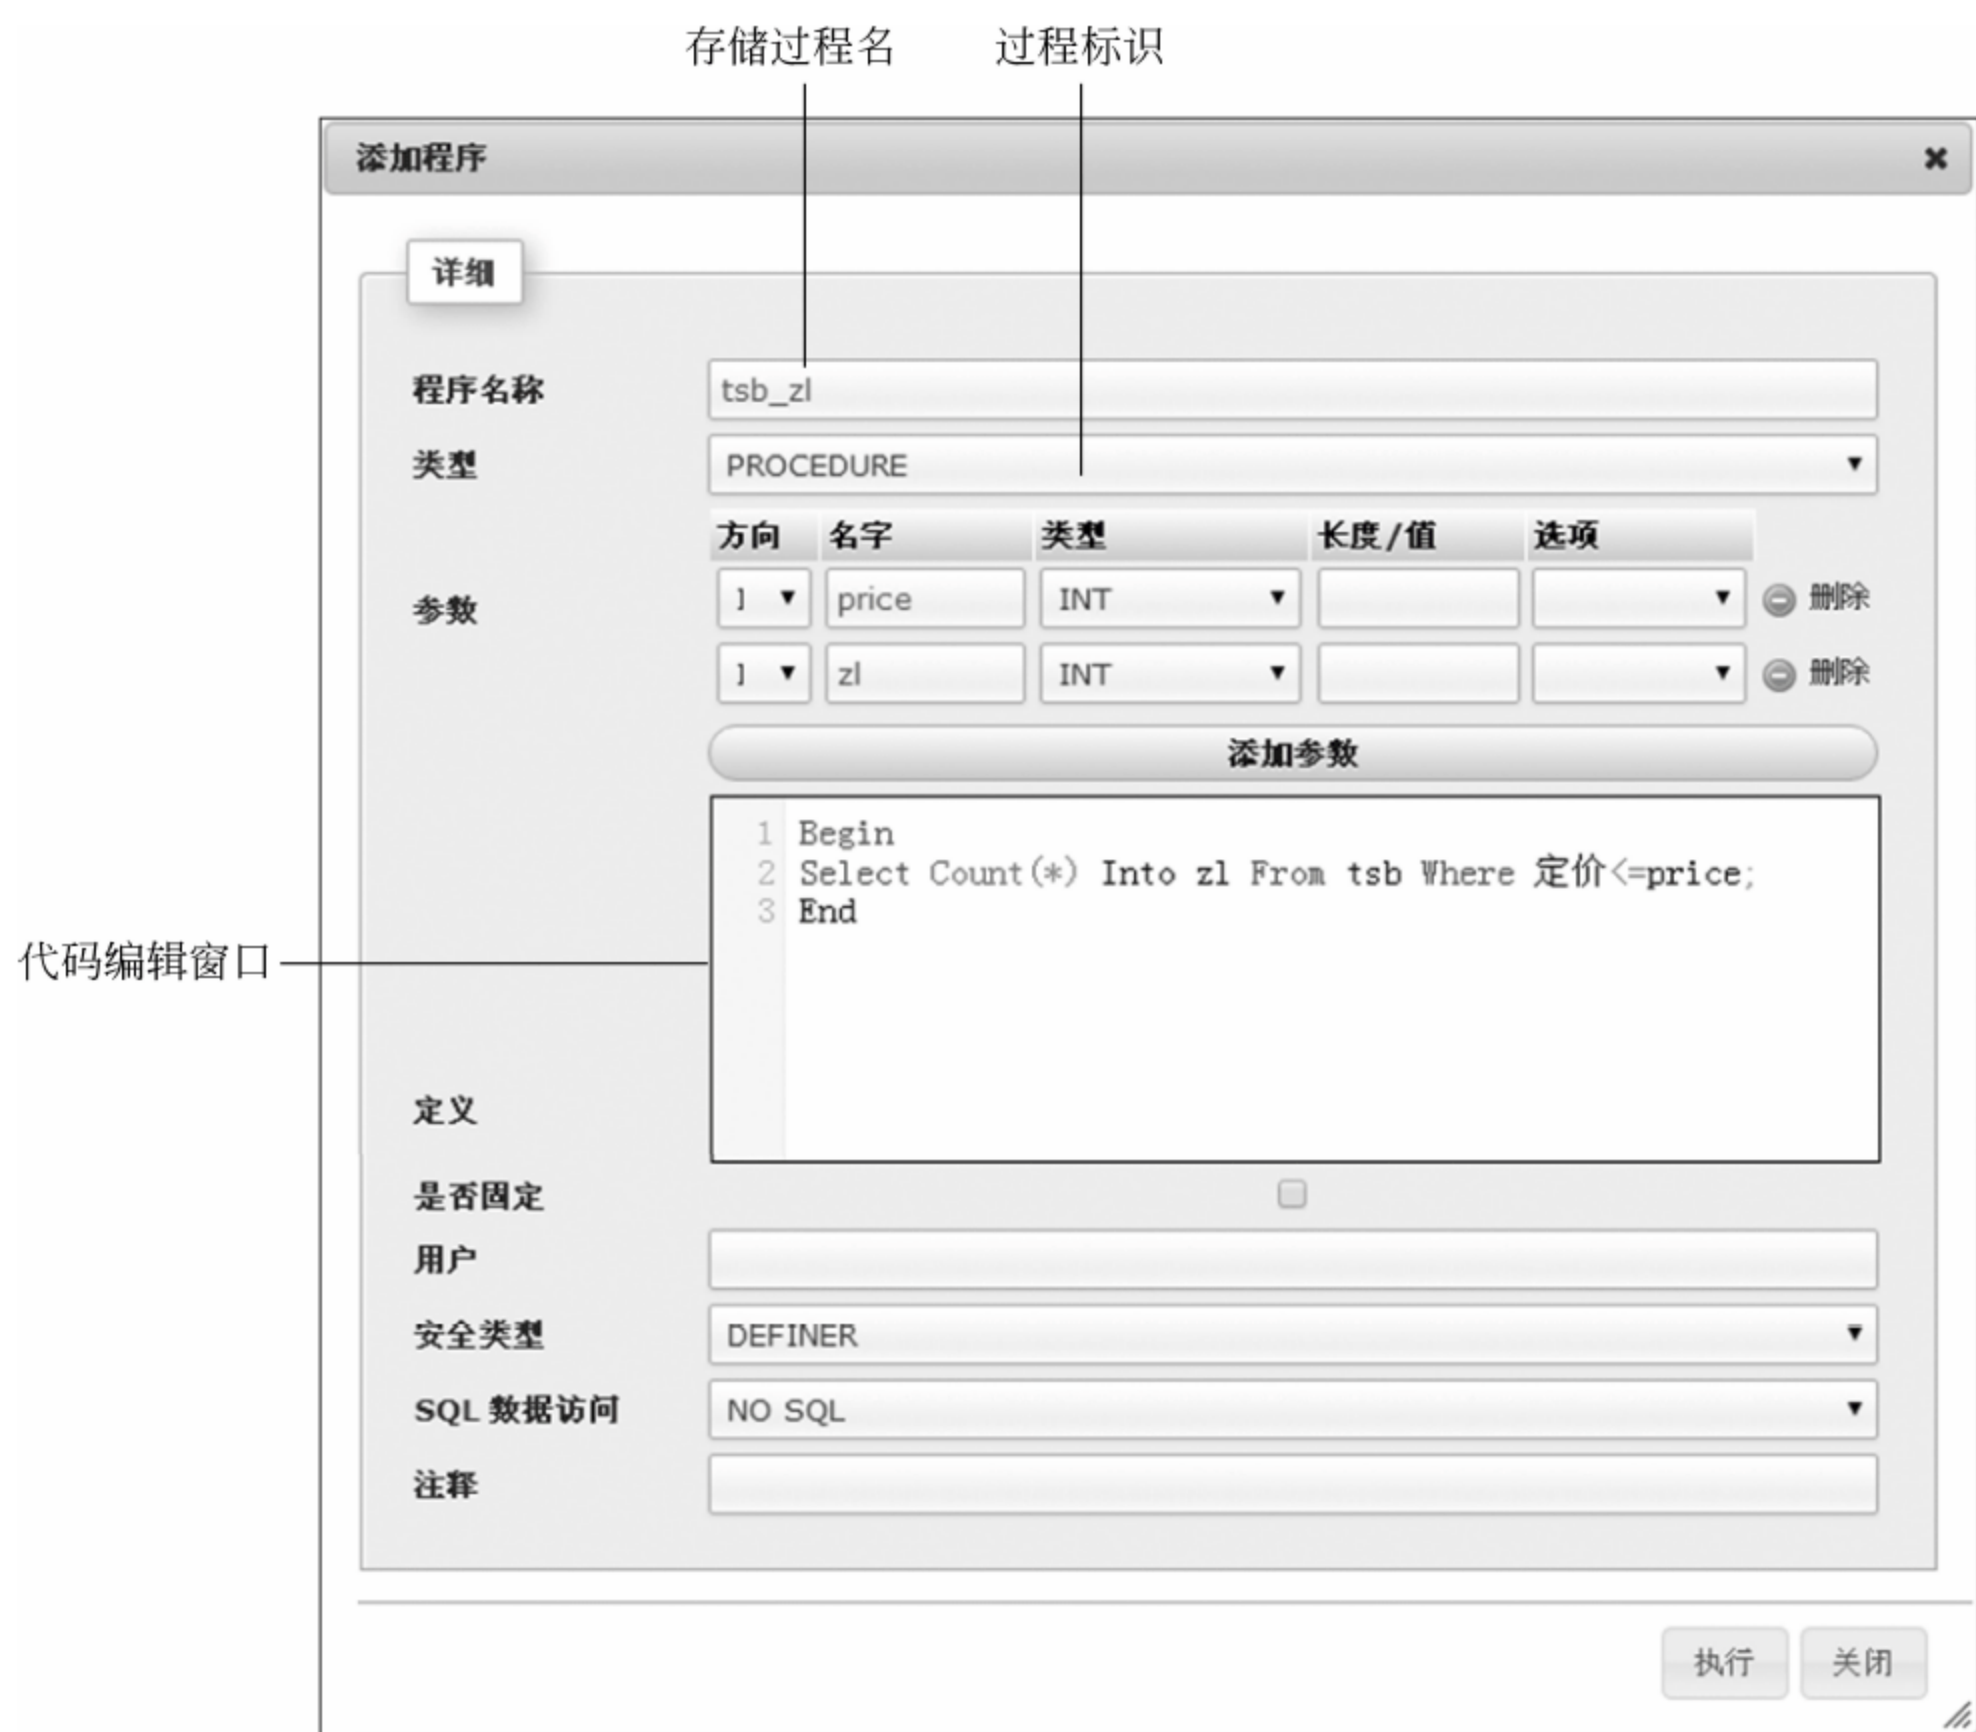 存储过程名 过程标识
添加程序
详细
程序名称 tsb_zl
类型 PROCEDURE
方向 名字 类型 长度/值 选项
参数 price INT 删除
zl INT 删除
添加参数
1 Begin
2 Select Count(*) Into zl From tsb Where 定价<=price;
3 End
代码编辑窗口
定义
是否固定
用户
安全类型 DEFINER
SQL 数据访问 NO SQL
注释
执行 关闭